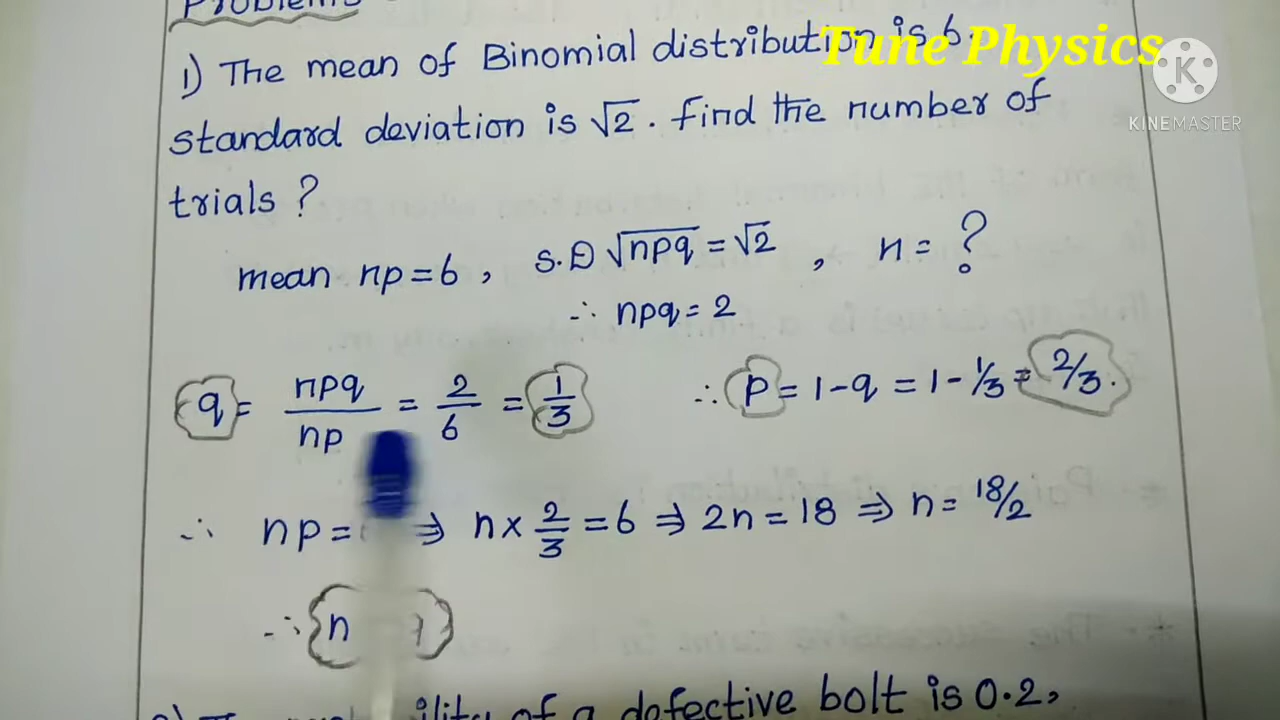 Problems
Tune Physics
KINEMASTER
1) The mean of Binomial distribution is 6.
standard deviation is √2. Find the number of
trials ?
mean np = 6, S.D √npq = √2, n = ?
∴ npq = 2
q = npq/np = 2/6 = 1/3 ∴ p = 1 - q = 1 - 1/3 = 2/3.
∴ np = ⇒ n × 2/3 = 6 ⇒ 2n = 18 ⇒ n = 18/2
∴ n
of a defective bolt is 0.2,